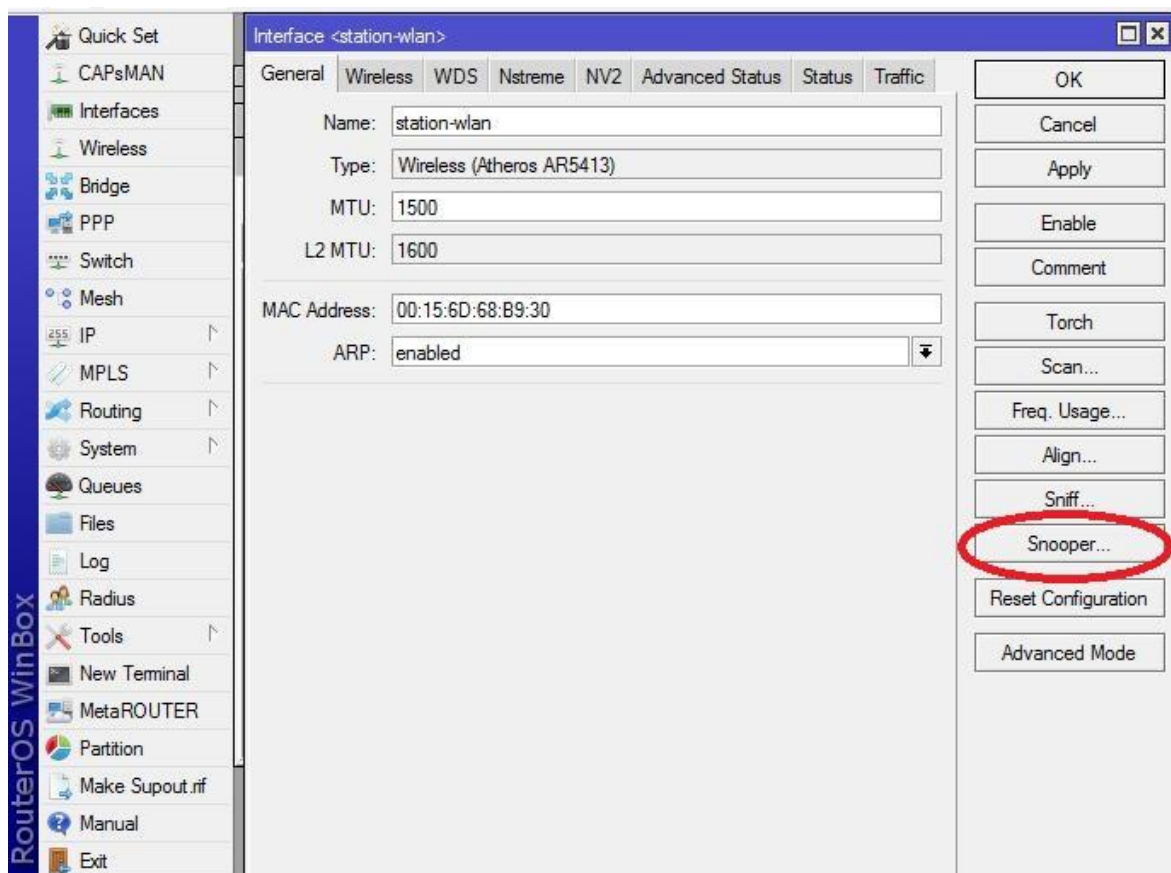 RouterOS WinBox
Quick Set
CAPsMAN
Interfaces
Wireless
Bridge
PPP
Switch
Mesh
255 IP
MPLS
Routing
System
Queues
Files
Log
Radius
Tools
New Terminal
MetaROUTER
Partition
Make Supout.rif
Manual
Exit
Interface <station-wlan>
General Wireless WDS Nstreme NV2 Advanced Status Status Traffic
Name: station-wlan
Type: Wireless (Atheros AR5413)
MTU: 1500
L2 MTU: 1600
MAC Address: 00:15:6D:68:B9:30
ARP: enabled
OK
Cancel
Apply
Enable
Comment
Torch
Scan...
Freq. Usage...
Align...
Sniff...
Snooper...
Reset Configuration
Advanced Mode